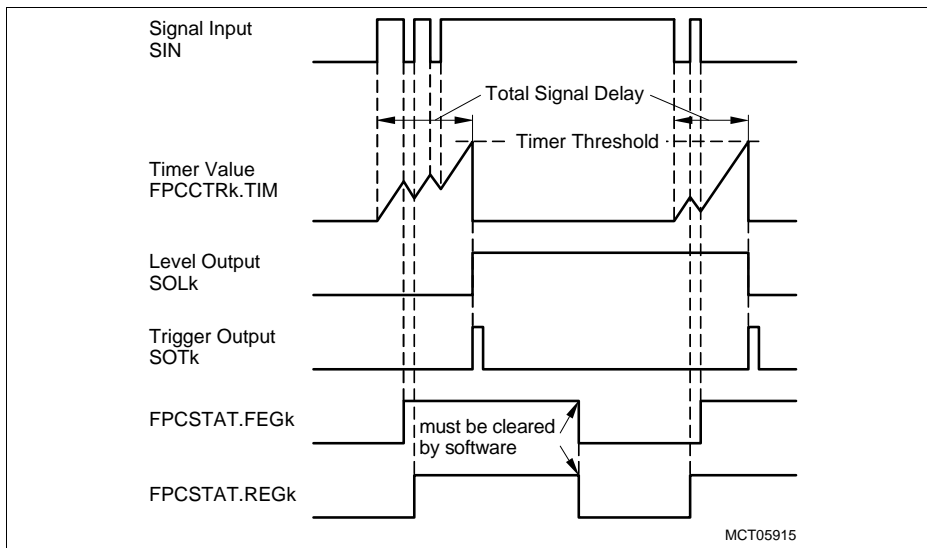 Signal Input
SIN
Total Signal Delay
Timer Threshold
Timer Value
FPCCTRk.TIM
Level Output
SOLk
Trigger Output
SOTk
FPCSTAT.FEGk
must be cleared
by software
FPCSTAT.REGk
MCT05915